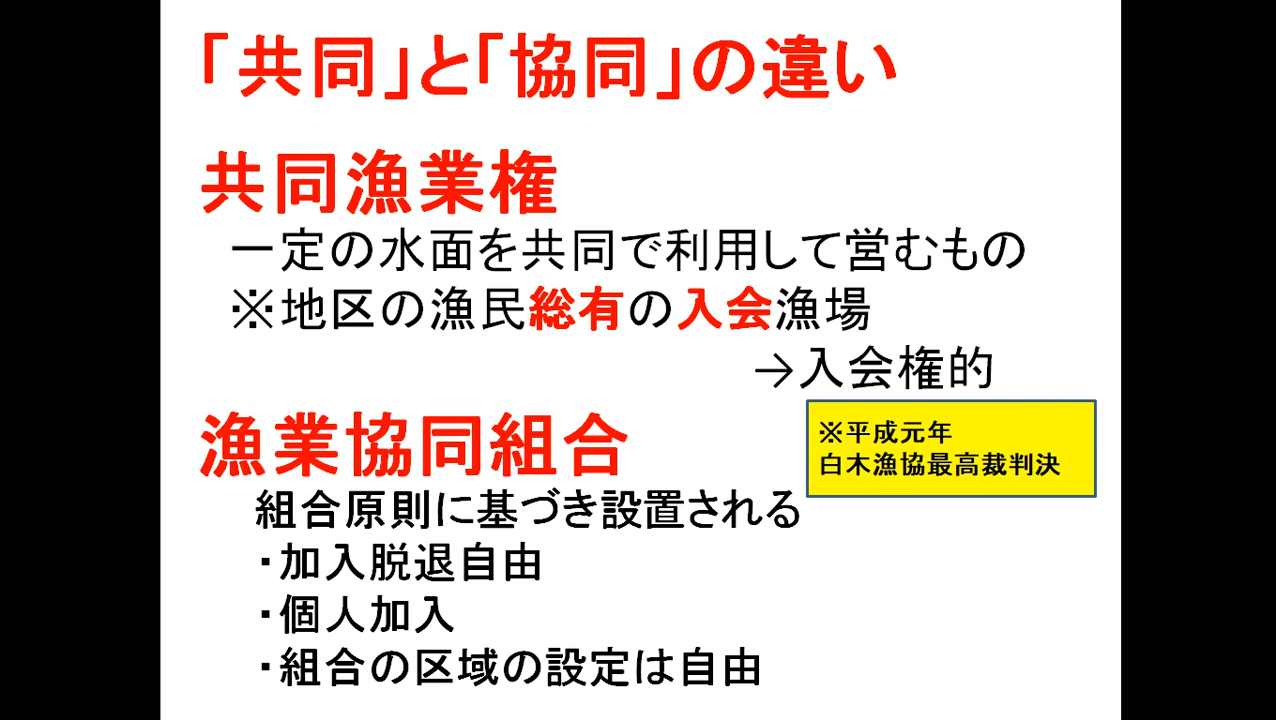 「共同」と「協同」の違い
共同漁業権
一定の水面を共同で利用して営むもの
※地区の漁民総有の入会漁場
→入会権的
※平成元年
白木漁協最高裁判決
漁業協同組合
組合原則に基づき設置される
・加入脱退自由
・個人加入
・組合の区域の設定は自由